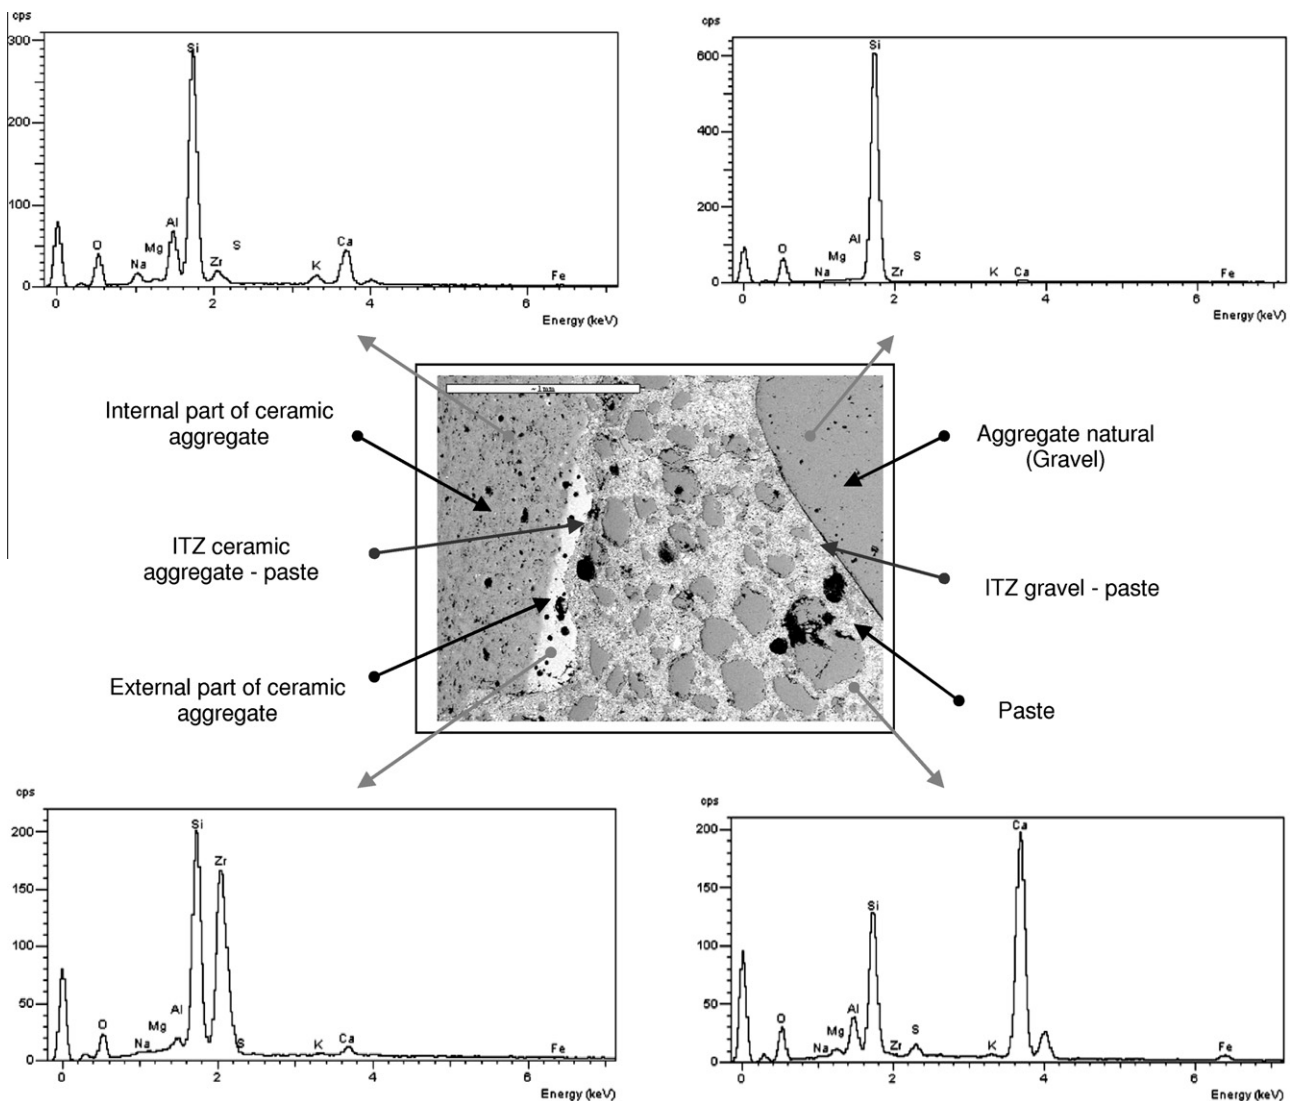 cps
300
200
100
0
Si
O
Na
Mg
Al
Zr
S
K
Ca
Fe
0 2 4 6
Energy (keV)
cps
600
400
200
0
Si
O
Na
Mg
Al
Zr
S
K
Ca
Fe
0 2 4 6
Energy (keV)
1mm
Internal part of ceramic
aggregate
ITZ ceramic
aggregate - paste
External part of ceramic
aggregate
Aggregate natural
(Gravel)
ITZ gravel - paste
Paste
cps
200
150
100
50
0
Si
Zr
O
Na
Mg
Al
S
K
Ca
Fe
0 2 4 6
Energy (keV)
cps
200
150
100
50
0
Ca
Si
O
Na
Mg
Al
Zr
S
K
Fe
0 2 4 6
Energy (keV)